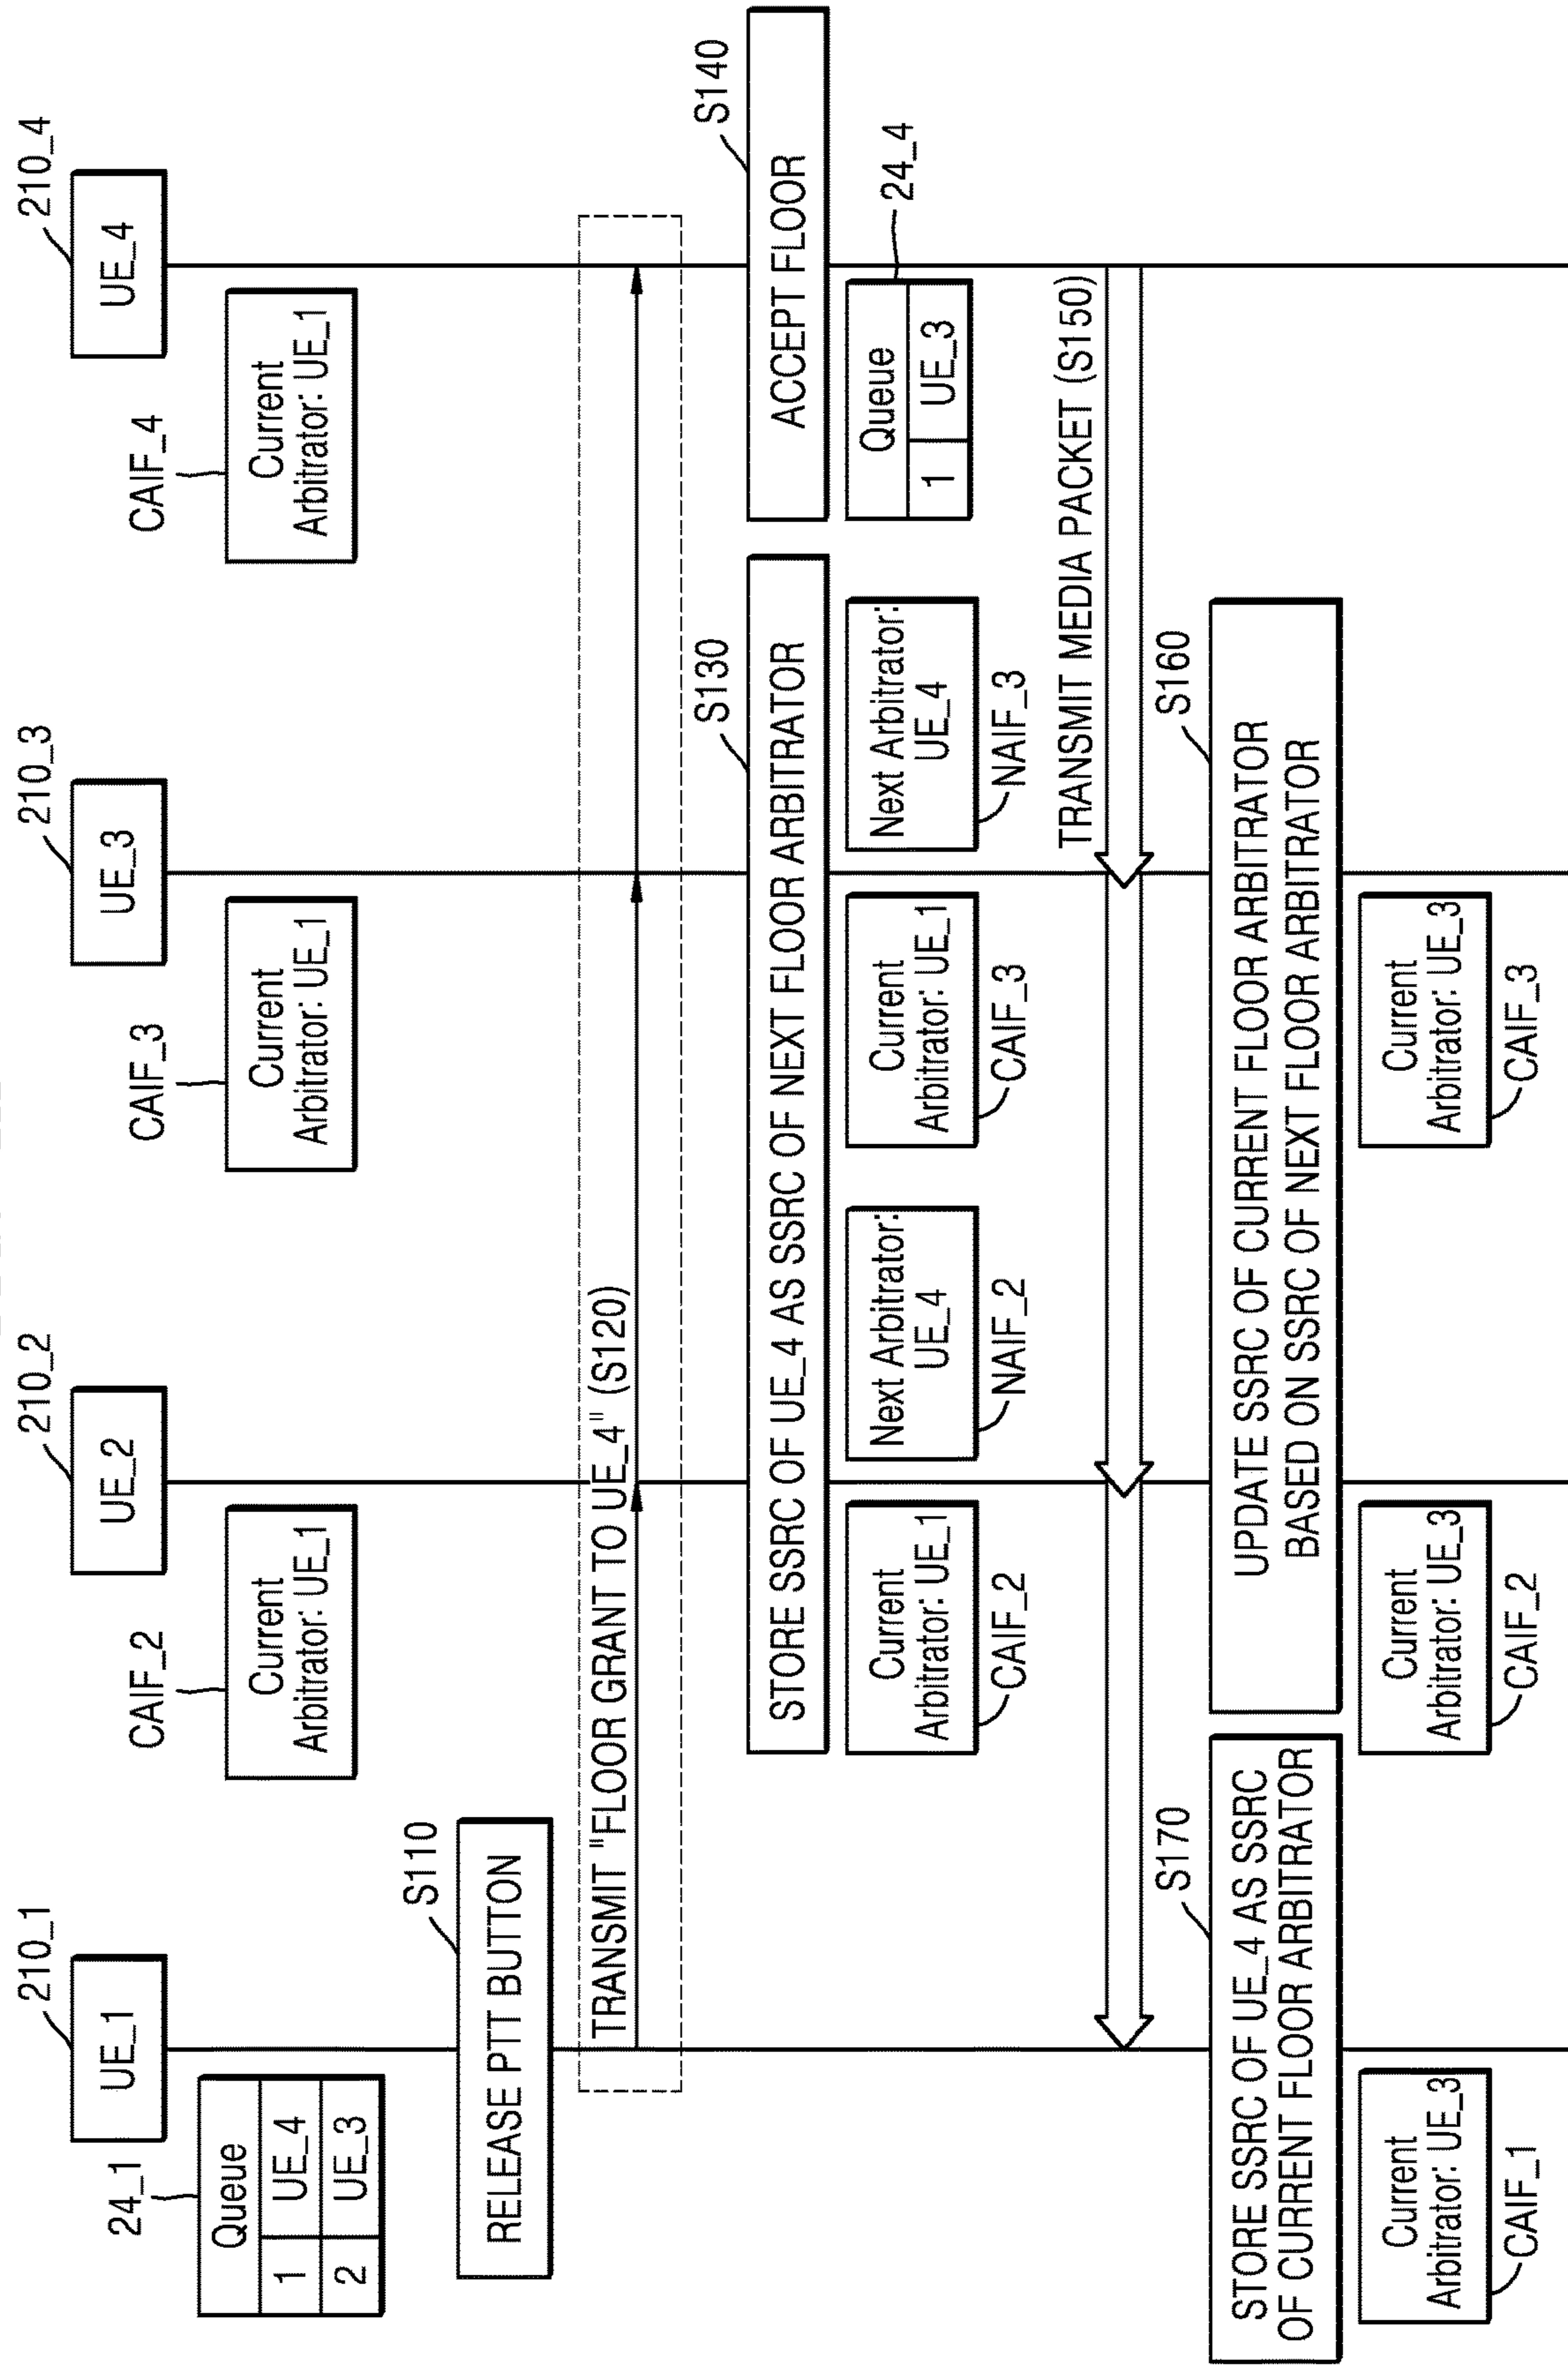 210_1
UE_1
210_2
UE_2
210_3
UE_3
210_4
UE_4
24_1
Queue
1 UE_4
2 UE_3
CAIF_2
Current
Arbitrator: UE_1
CAIF_3
Current
Arbitrator: UE_1
CAIF_4
Current
Arbitrator: UE_1
S110
RELEASE PTT BUTTON
TRANSMIT "FLOOR GRANT TO UE_4" (S120)
S130
STORE SSRC OF UE_4 AS SSRC OF NEXT FLOOR ARBITRATOR
S140
ACCEPT FLOOR
Current
Arbitrator: UE_1
CAIF_2
Next Arbitrator:
UE_4
NAIF_2
Current
Arbitrator: UE_1
CAIF_3
Next Arbitrator:
UE_4
NAIF_3
Queue
1 UE_3
24_4
TRANSMIT MEDIA PACKET (S150)
S170
STORE SSRC OF UE_4 AS SSRC
OF CURRENT FLOOR ARBITRATOR
S160
UPDATE SSRC OF CURRENT FLOOR ARBITRATOR
BASED ON SSRC OF NEXT FLOOR ARBITRATOR
Current
Arbitrator: UE_3
CAIF_1
Current
Arbitrator: UE_3
CAIF_2
Current
Arbitrator: UE_3
CAIF_3